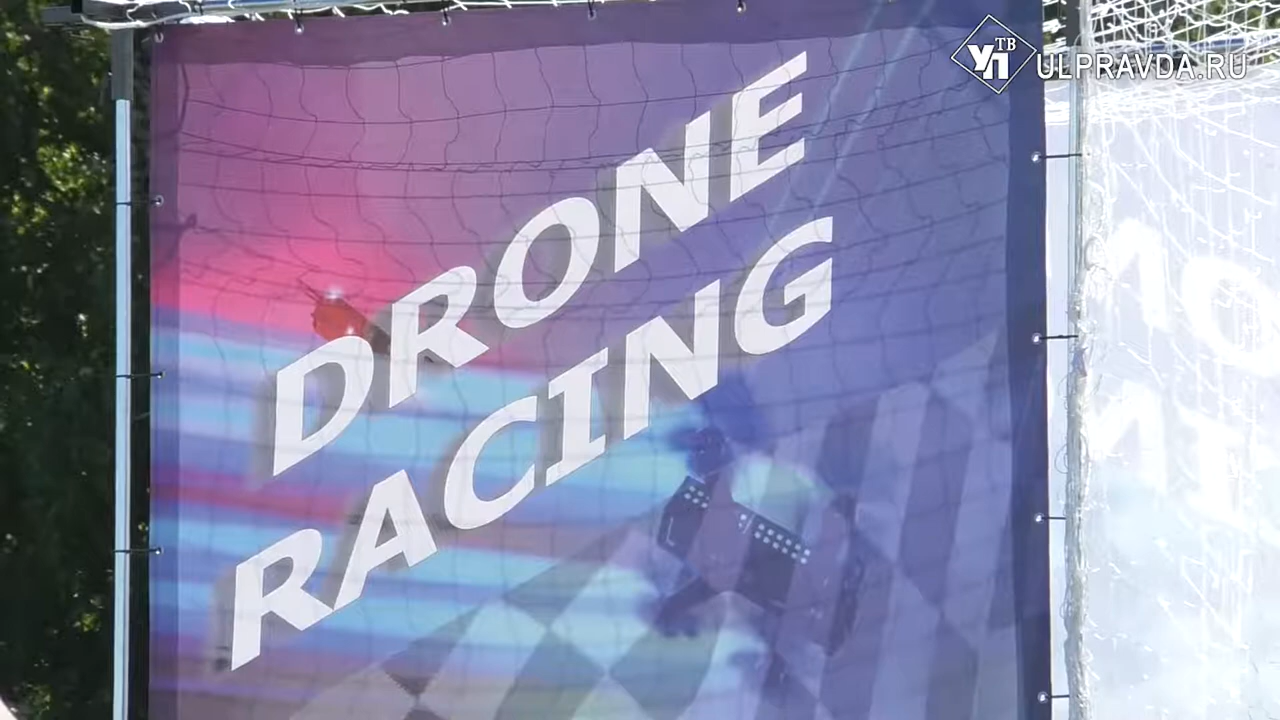 УП ТВ
ULPRAVDA.RU
DRONE
RACING